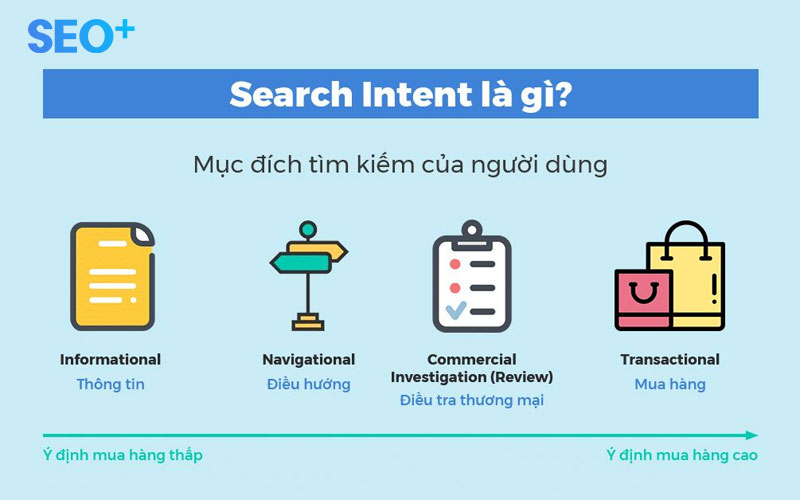 SEO+
Search Intent là gì?
Mục đích tìm kiếm của người dùng
Informational
Thông tin
Navigational
Điều hướng
Commercial
Investigation (Review)
Điều tra thương mại
Transactional
Mua hàng
Ý định mua hàng thấp
Ý định mua hàng cao